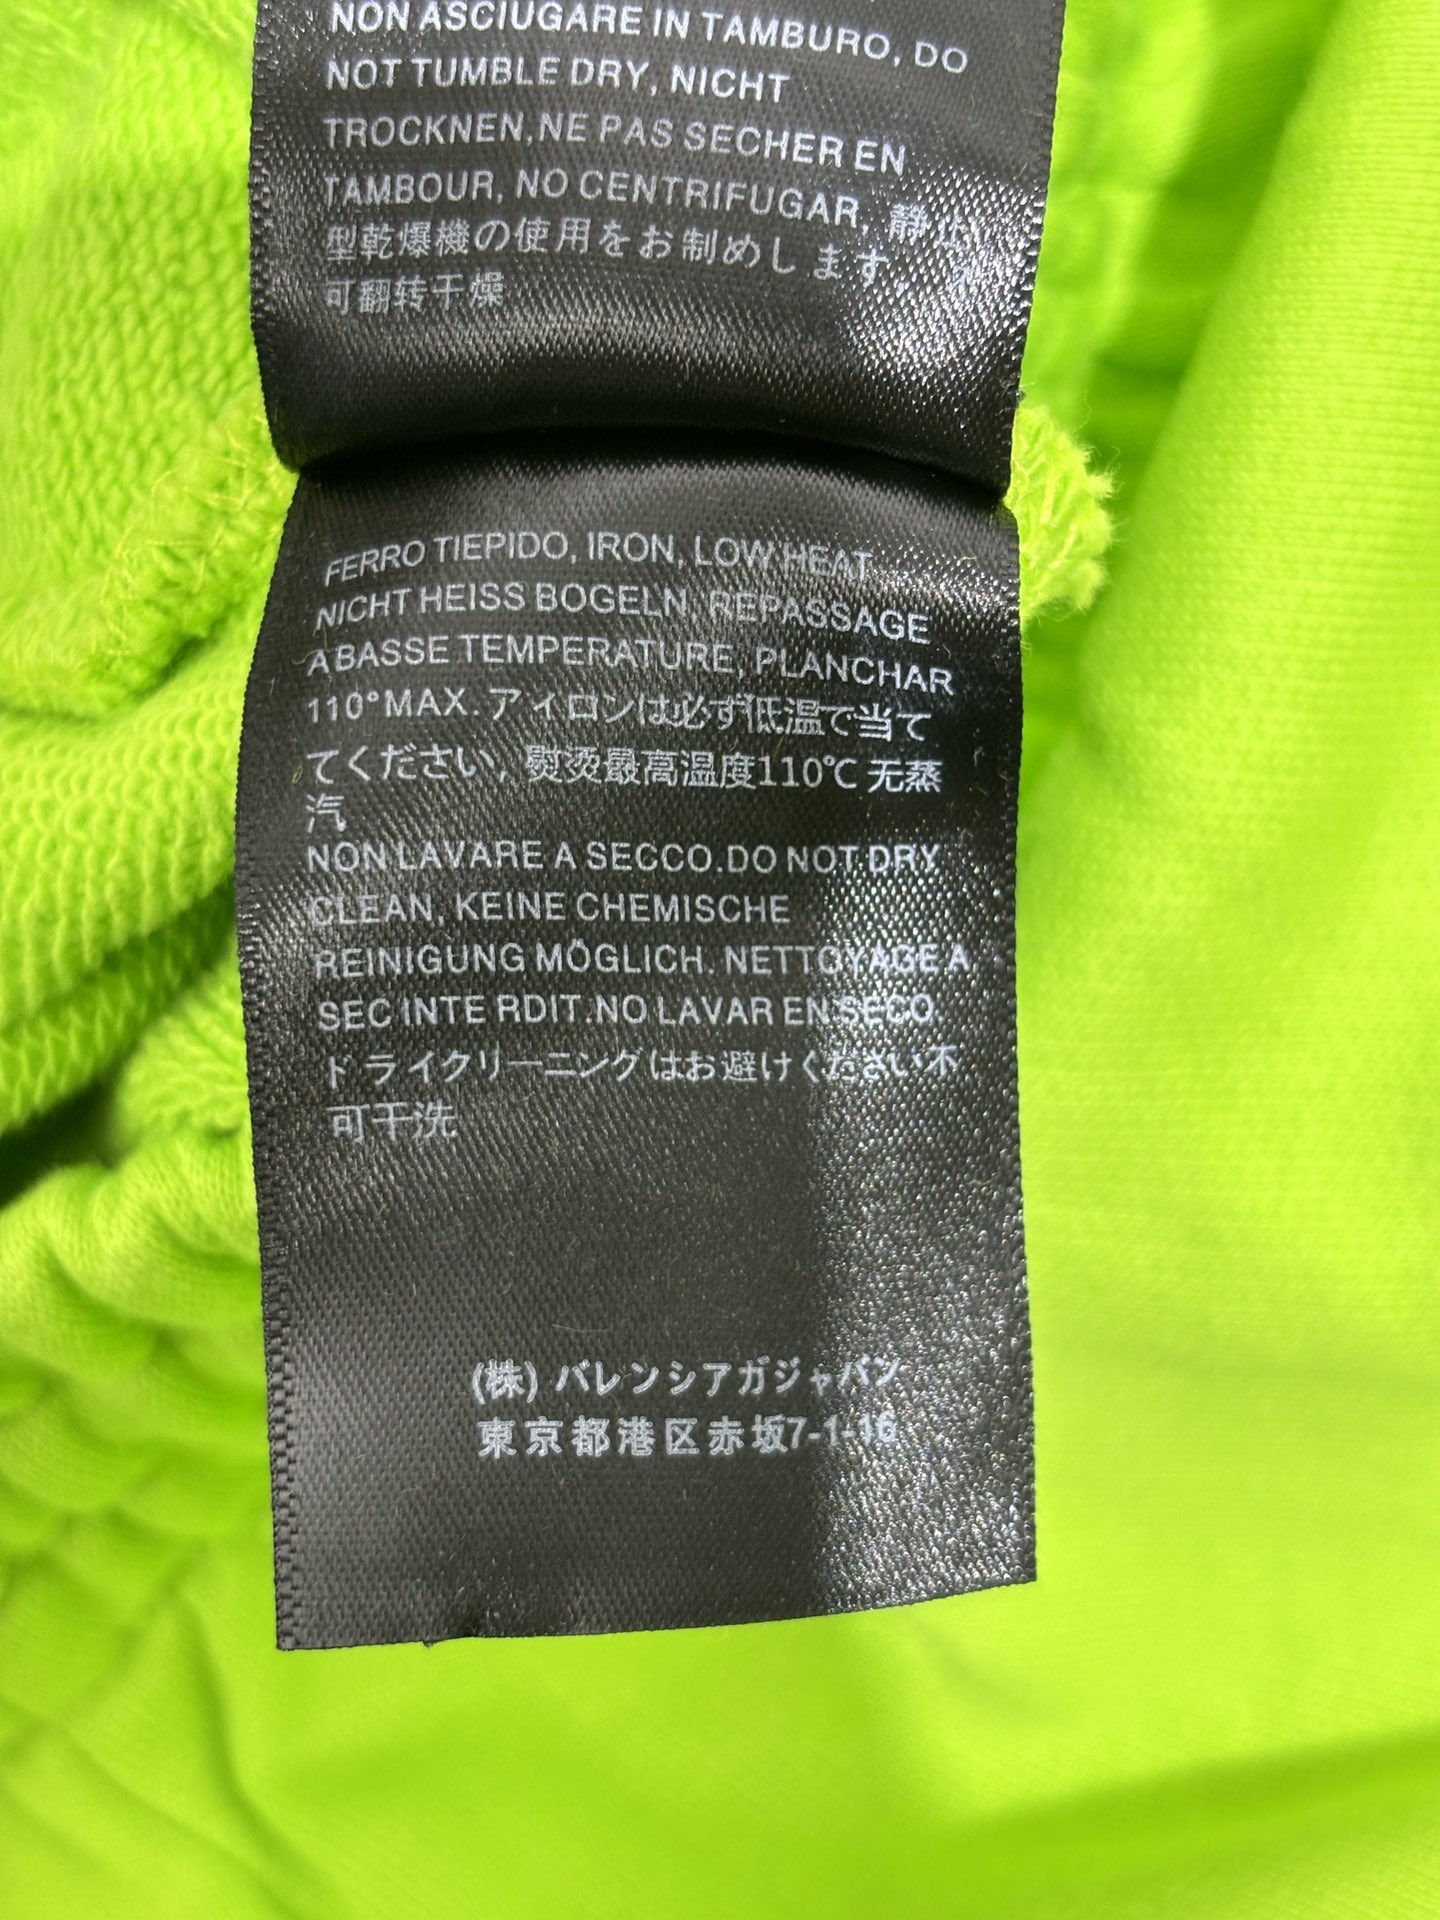 NON ASCIUGARE IN TAMBURO, DO
NOT TUMBLE DRY, NICHT
TROCKNEN,NE PAS SECHER EN
TAMBOUR, NO CENTRIFUGAR, 静止
型乾爆機の使用をお制めします,
可翻转干燥
FERRO TIEPIDO, IRON, LOW HEAT
NICHT HEISS BOGELN, REPASSAGE
A BASSE TEMPERATURE, PLANCHAR
110°MAX. アイロンは必ず低温で当て
てください, 熨烫最高温度110℃ 无蒸
汽
NON LAVARE A SECCO.DO NOT DRY
CLEAN, KEINE CHEMISCHE
REINIGUNG MÖGLICH. NETTOYAGE A
SEC INTE RDIT.NO LAVAR EN SECO
ドライクリーニングはお避けください不
可干洗
(株) バレンシアガジャパン
東京都港区赤坂7-1-16